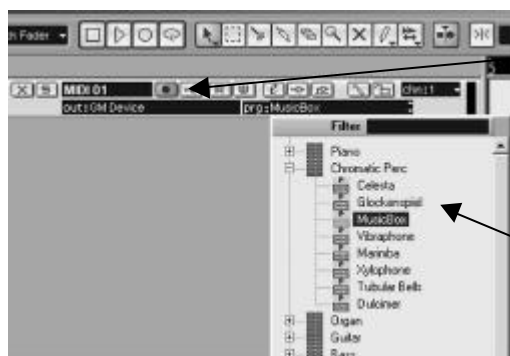 h Fader
X S MIDI 01
chn:1
out:GM Device prg:MusicBox
Filter
Piano
Chromatic Perc
Celesta
Glockenspiel
MusicBox
Vibraphone
Marimba
Xylophone
Tubular Bells
Dulcimer
Organ
Guitar
Bass